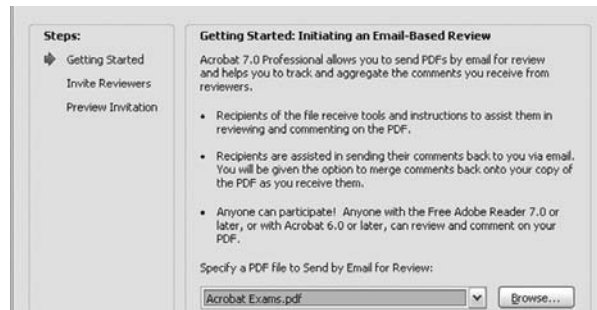 Steps:
Getting Started
Invite Reviewers
Preview Invitation
Getting Started: Initiating an Email-Based Review
Acrobat 7.0 Professional allows you to send PDFs by email for review
and helps you to track and aggregate the comments you receive from
reviewers.
• Recipients of the file receive tools and instructions to assist them in
reviewing and commenting on the PDF.
• Recipients are assisted in sending their comments back to you via email.
You will be given the option to merge comments back onto your copy of
the PDF as you receive them.
• Anyone can participate! Anyone with the Free Adobe Reader 7.0 or
later, or with Acrobat 6.0 or later, can review and comment on your
PDF.
Specify a PDF file to Send by Email for Review:
Acrobat Exams.pdf
Browse...